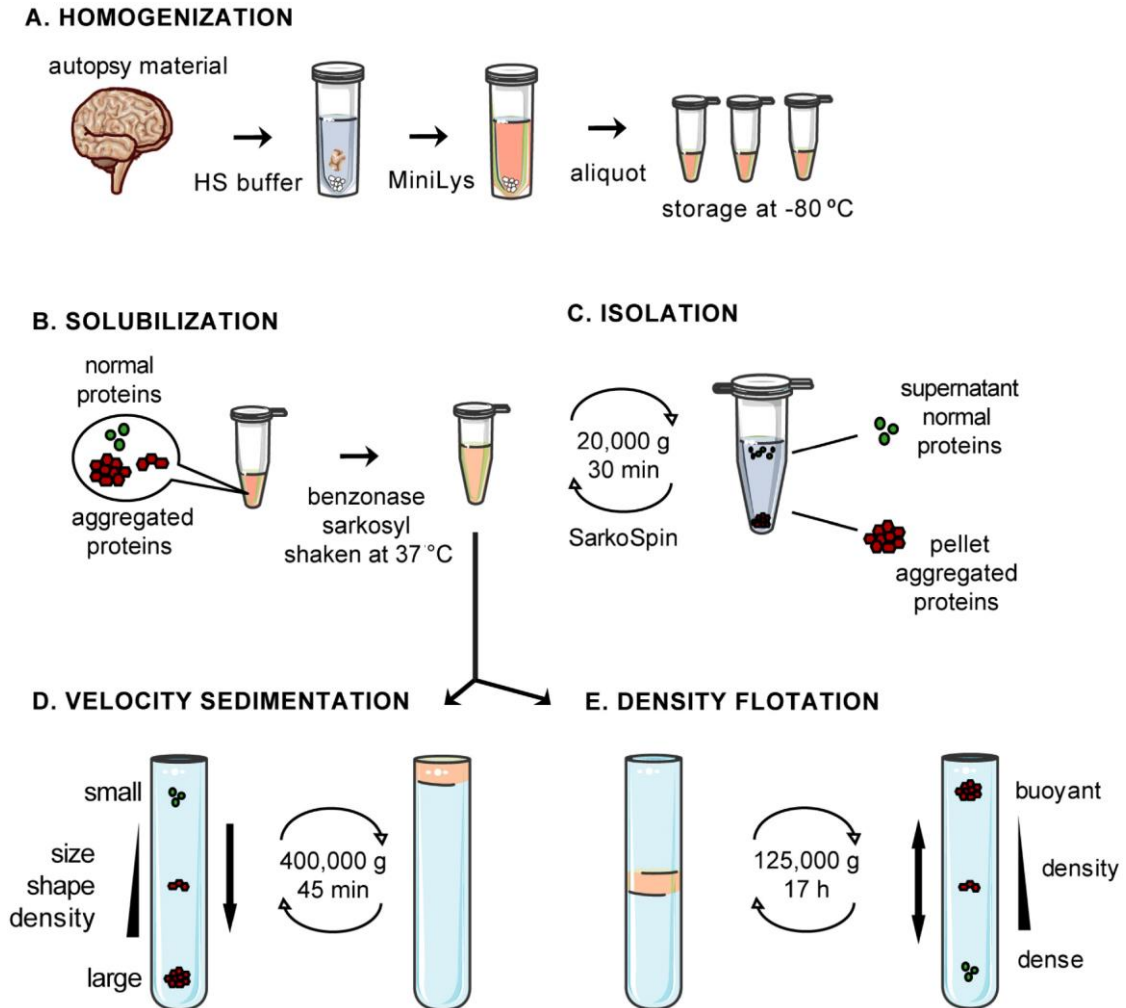 A. HOMOGENIZATION
autopsy material
HS buffer
MiniLys
aliquot
storage at -80 ºC
B. SOLUBILIZATION
normal
proteins
aggregated
proteins
benzonase
sarkosyl
shaken at 37 °C
C. ISOLATION
20,000 g
30 min
SarkoSpin
supernatant
normal
proteins
pellet
aggregated
proteins
D. VELOCITY SEDIMENTATION
small
size
shape
density
large
400,000 g
45 min
E. DENSITY FLOTATION
125,000 g
17 h
buoyant
density
dense